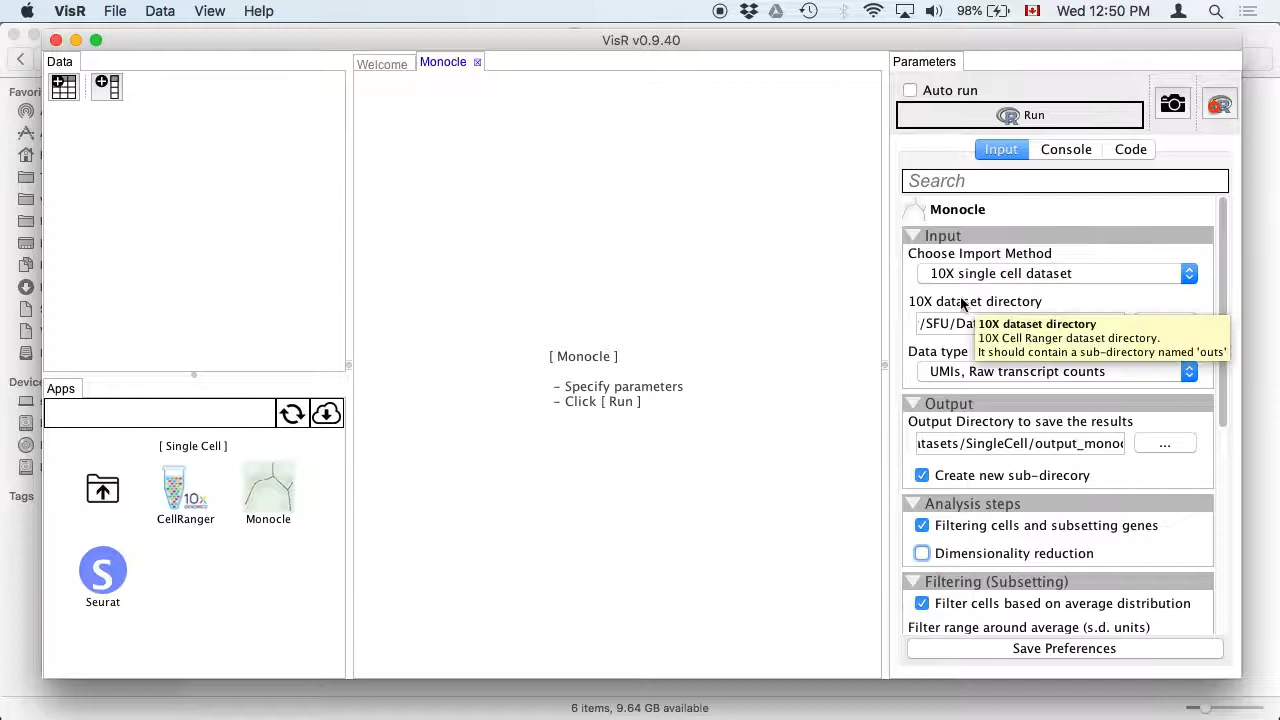 VisR File Data View Help 98% Wed 12:50 PM
VisR v0.9.40
Data
Welcome Monocle
Parameters
Auto run
Run
Input Console Code
Search
Monocle
Input
Choose Import Method
10X single cell dataset
10X dataset directory
/SFU/Dat
10X dataset directory
10X Cell Ranger dataset directory.
It should contain a sub-directory named 'outs'
Data type
UMIs, Raw transcript counts
Output
Output Directory to save the results
atasets/SingleCell/output_monoc
...
Create new sub-direcory
Analysis steps
Filtering cells and subsetting genes
Dimensionality reduction
Filtering (Subsetting)
Filter cells based on average distribution
Filter range around average (s.d. units)
Save Preferences
[ Monocle ]
- Specify parameters
- Click [ Run ]
Apps
[ Single Cell ]
10x
GENOMICS
CellRanger
Monocle
S
Seurat
Favori
Device
Tags
6 items, 9.64 GB available